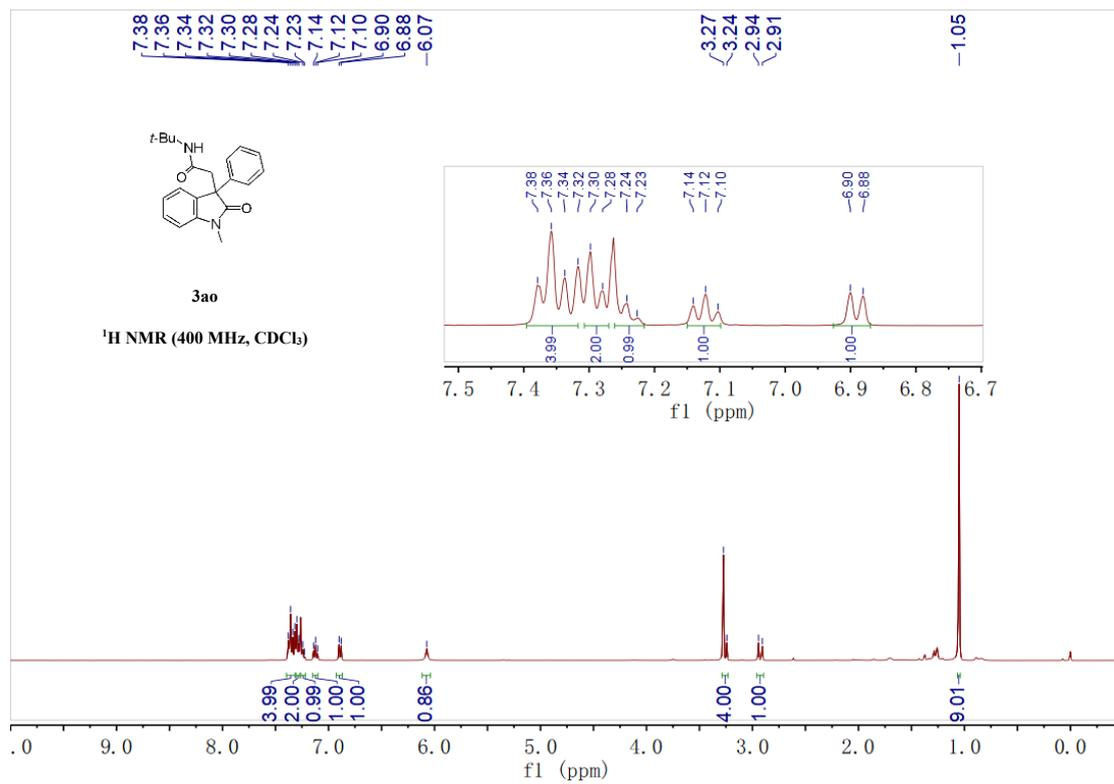 7.38 7.36 7.34 7.32 7.30 7.28 7.24 7.23 7.14 7.12 7.10 6.90 6.88 6.07 3.27 3.24 2.94 2.91 1.05
t-Bu
NH
O
O
N
3ao
¹H NMR (400 MHz, CDCl₃)
7.38 7.36 7.34 7.32 7.30 7.28 7.24 7.23 7.14 7.12 7.10 6.90 6.88
3.99 2.00 0.99 1.00 1.00
7.5 7.4 7.3 7.2 7.1 7.0 6.9 6.8 6.7
f1 (ppm)
3.99 2.00 0.99 1.00 1.00 0.86 4.00 1.00 9.01
.0 9.0 8.0 7.0 6.0 5.0 4.0 3.0 2.0 1.0 0.0
f1 (ppm)